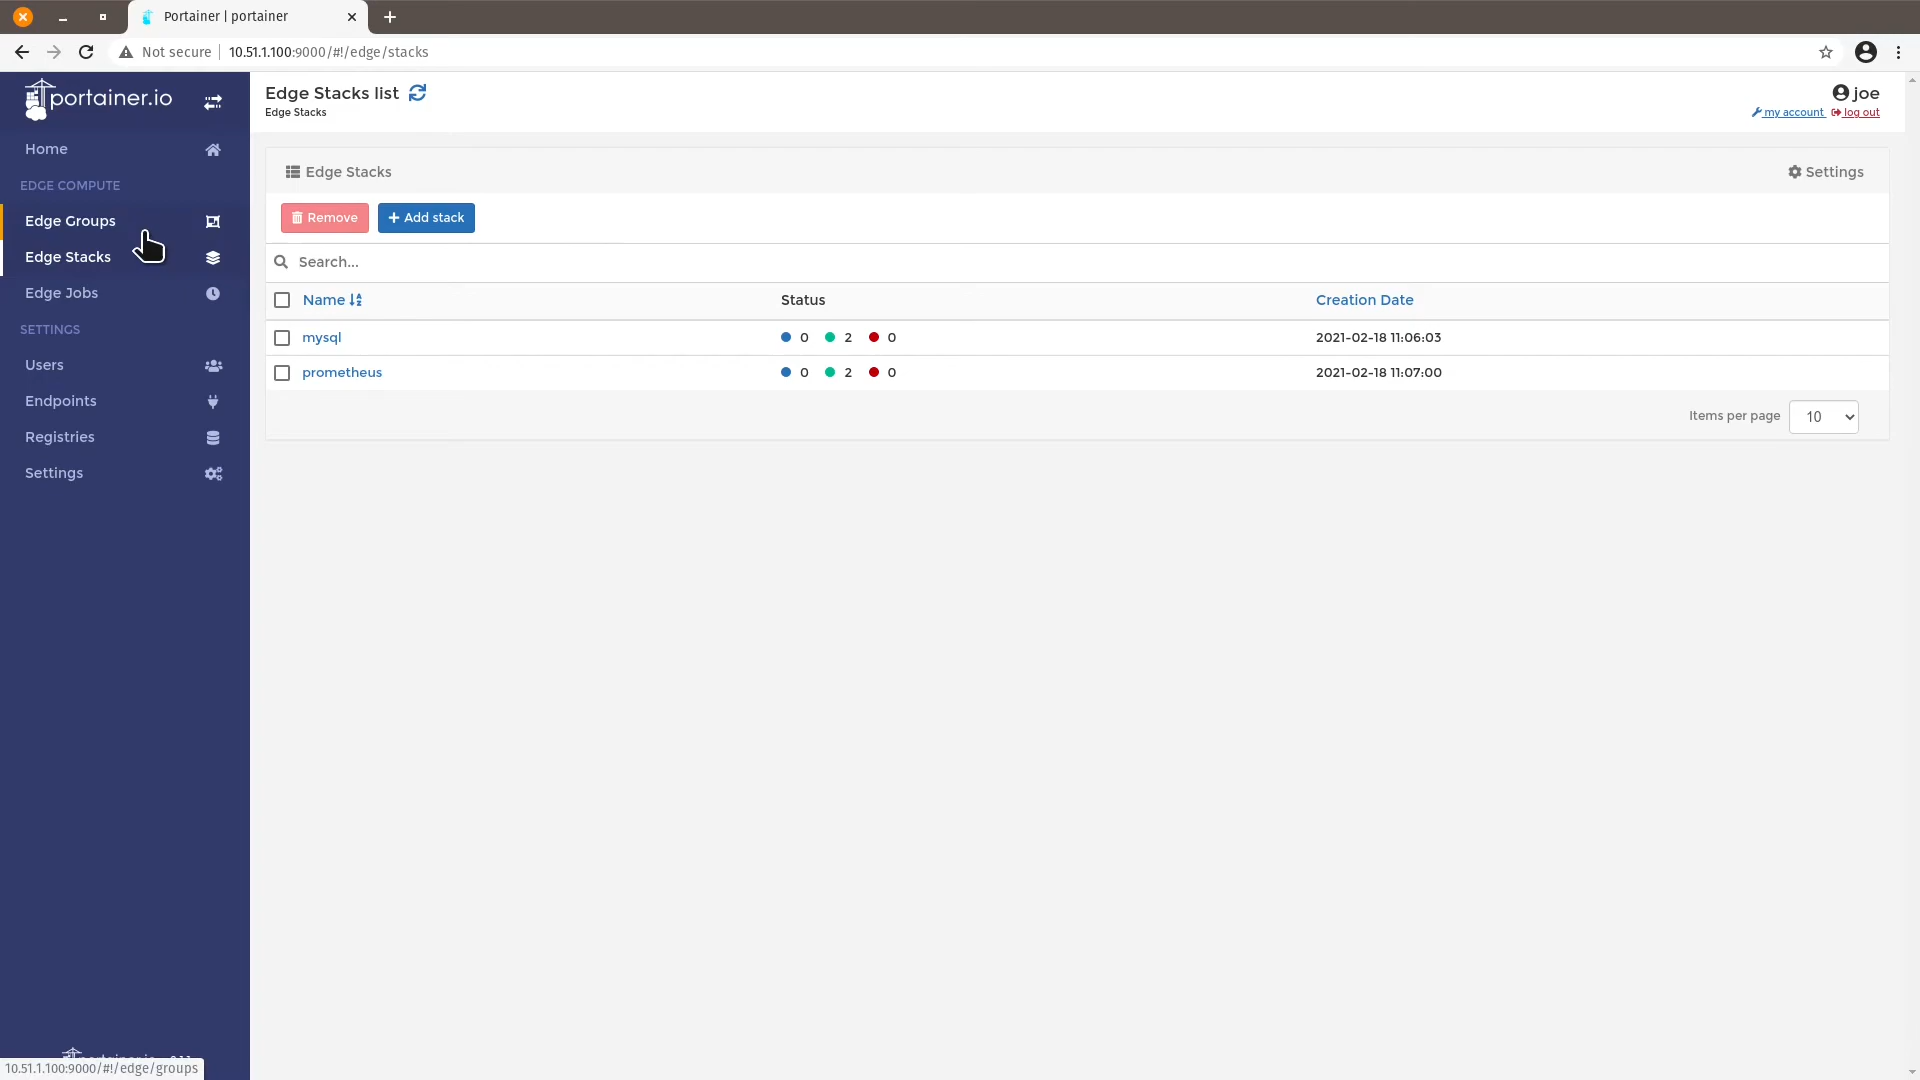 Portainer | portainer
Not secure
10.51.1.100:9000/#!/edge/stacks
portainer.io
Home
EDGE COMPUTE
Edge Groups
Edge Stacks
Edge Jobs
SETTINGS
Users
Endpoints
Registries
Settings
10.51.1.100:9000/#!/edge/groups
Edge Stacks list
Edge Stacks
joe
my account
log out
Edge Stacks
Settings
Remove
+ Add stack
Search...
Name Status Creation Date
mysql 0 2 0 2021-02-18 11:06:03
prometheus 0 2 0 2021-02-18 11:07:00
Items per page 10